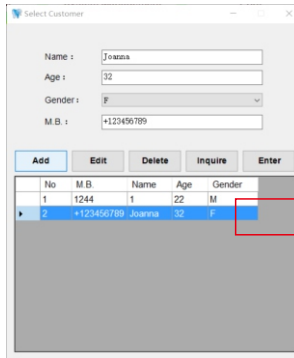 Select Customer
Name :
Joanna
Age :
32
Gender :
F
M.B. :
+123456789
Add Edit Delete Inquire Enter
No M.B. Name Age Gender
1 1244 1 22 M
2 +123456789 Joanna 32 F